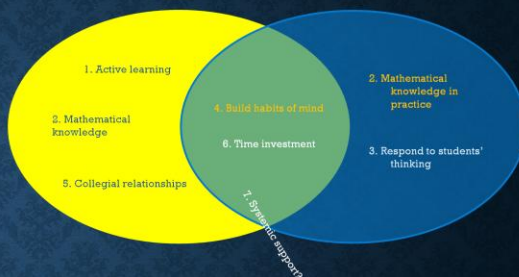 1. Active learning
2. Mathematical
knowledge
5. Collegial relationships
4. Build habits of mind
6. Time investment
7. Systemic support?
2. Mathematical
knowledge in
practice
3. Respond to students'
thinking